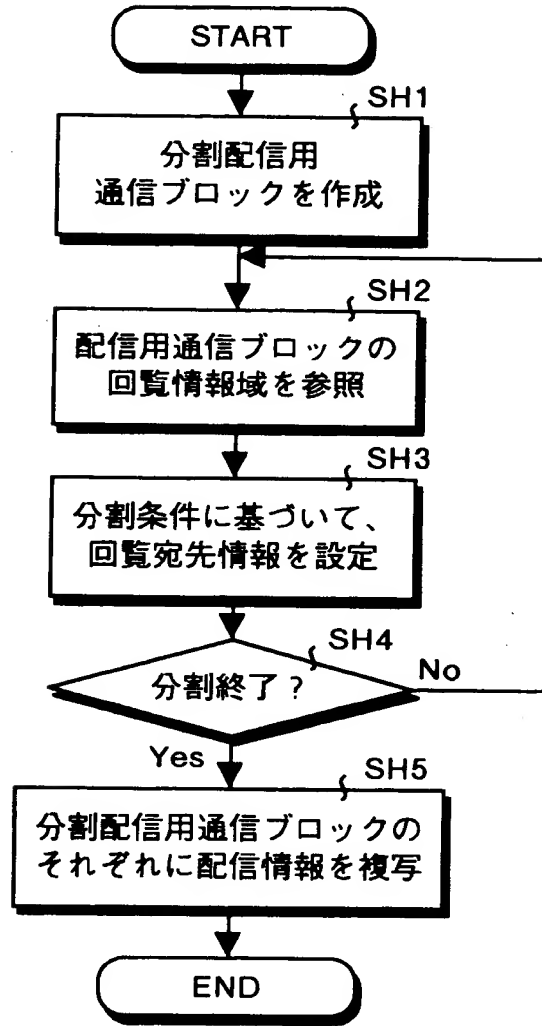 START
SH1
分割配信用
通信ブロックを作成
SH2
配信用通信ブロックの
回覧情報域を参照
SH3
分割条件に基づいて、
回覧宛先情報を設定
SH4
分割終了?
No
Yes
SH5
分割配信用通信ブロックの
それぞれに配信情報を複写
END